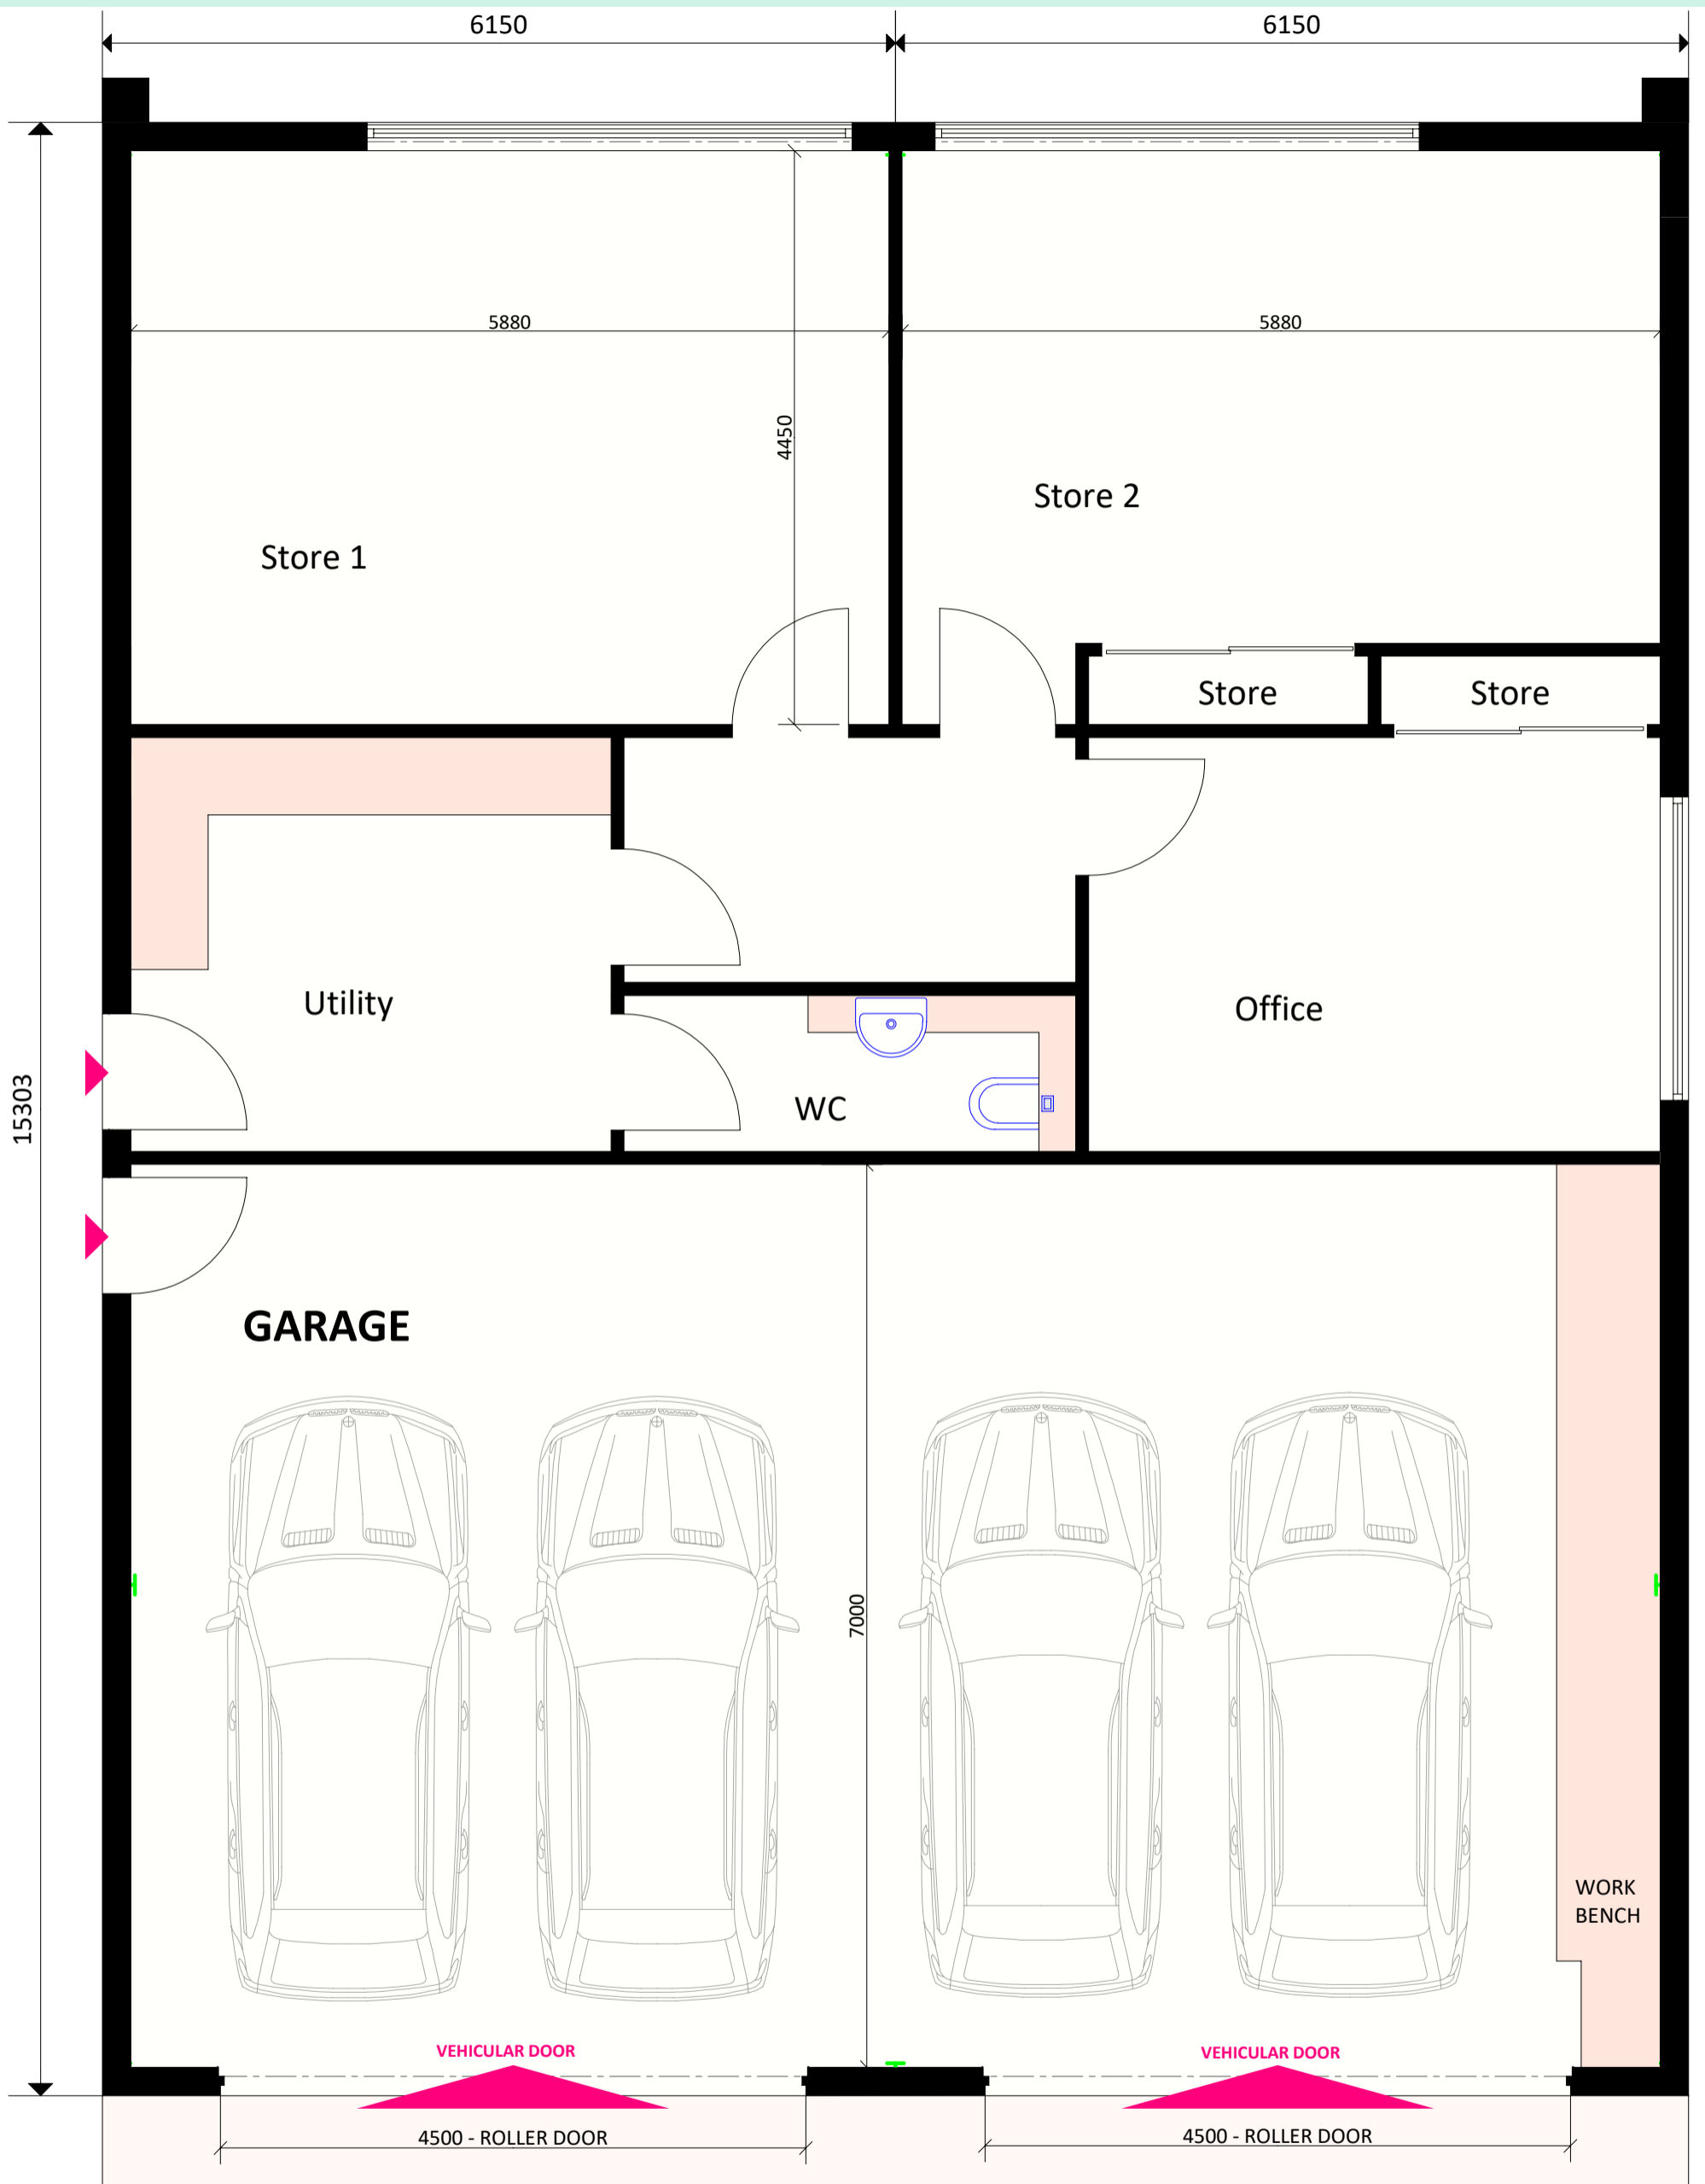 6150
6150
5880
5880
4450
Store 2
Store 1
Store
Store
Utility
Office
WC
15303
GARAGE
7000
WORK
BENCH
VEHICULAR DOOR
VEHICULAR DOOR
4500 - ROLLER DOOR
4500 - ROLLER DOOR